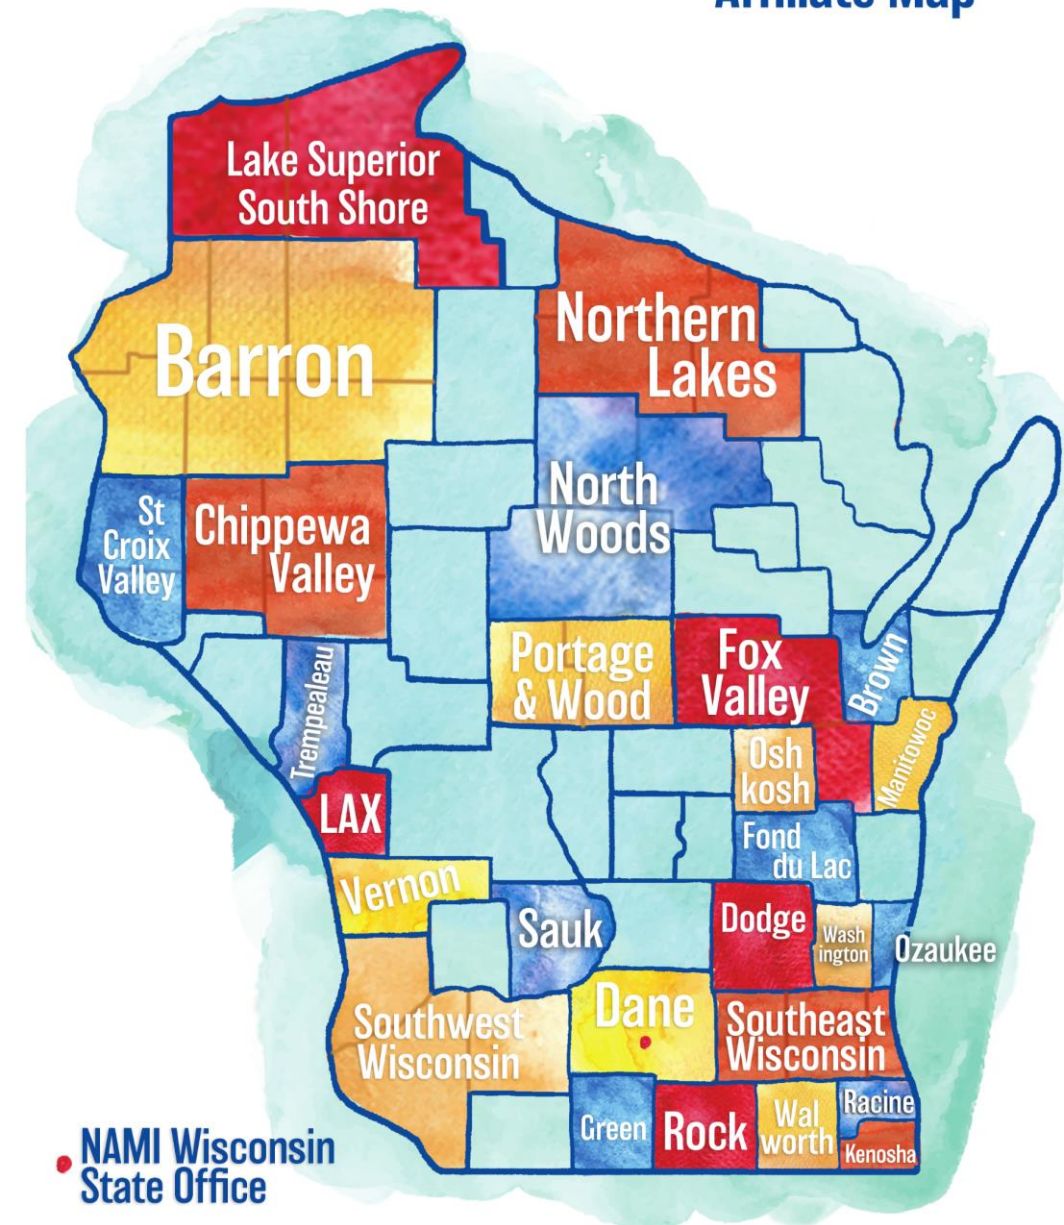 Affiliate Map
Lake Superior
South Shore
Northern
Lakes
Barron
North
Woods
St
Croix
Valley
Chippewa
Valley
Portage
& Wood
Fox
Valley
Brown
Trempealeau
Manitowoc
Osh
kosh
LAX
Fond
du Lac
Vernon
Sauk
Dodge
Wash
ington
Ozaukee
Dane
Southwest
Wisconsin
Southeast
Wisconsin
Green
Rock
Wal
worth
Racine
Kenosha
NAMI Wisconsin
State Office